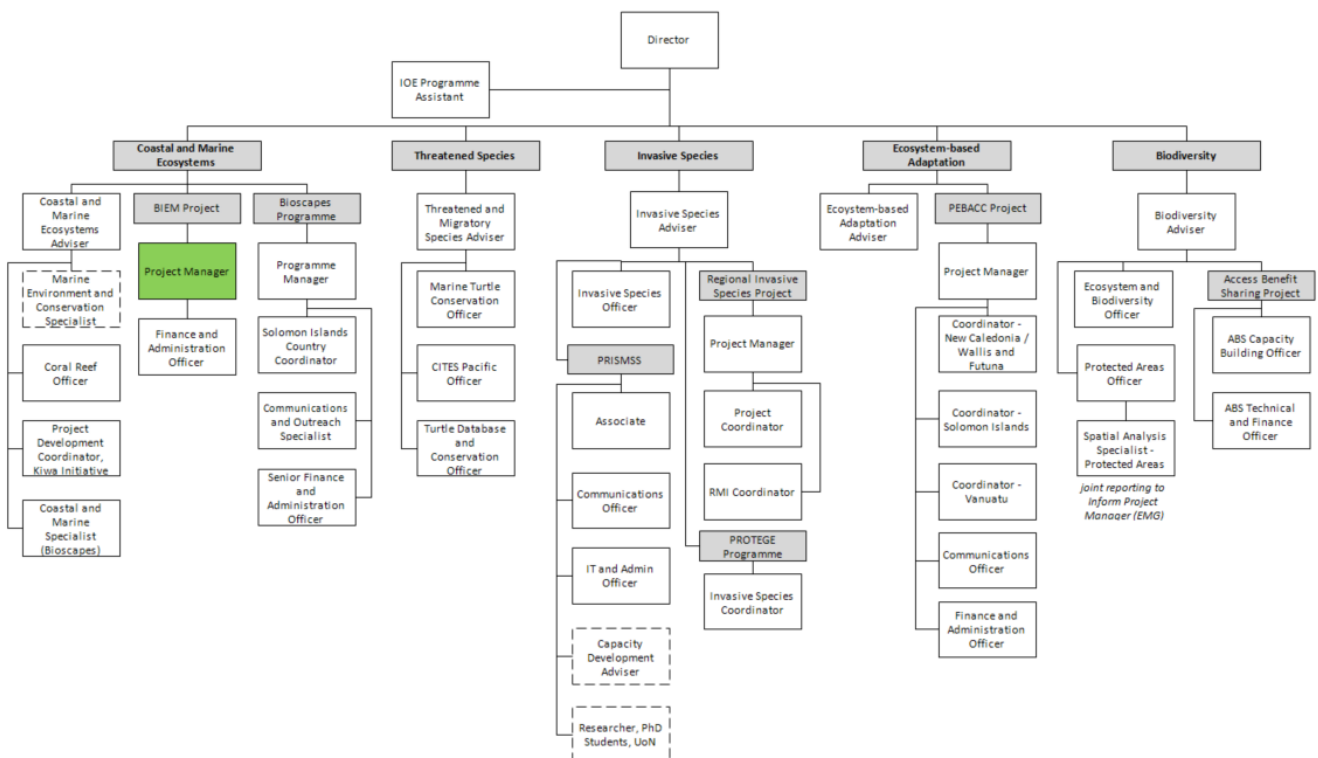 Director
IOE Programme
Assistant
Coastal and Marine
Ecosystems
Threatened Species
Invasive Species
Ecosystem-based
Adaptation
Biodiversity
Coastal and
Marine
Ecosystems
Adviser
BIEM Project
Bioscapes
Programme
Threatened and
Migratory
Species Adviser
Invasive Species
Adviser
Ecosystem-based
Adaptation
Adviser
PEBACC Project
Biodiversity
Adviser
Marine
Environment and
Conservation
Specialist
Project Manager
Programme
Manager
Marine Turtle
Conservation
Officer
Invasive Species
Officer
Regional Invasive
Species Project
Project Manager
Ecosystem and
Biodiversity
Officer
Access Benefit
Sharing Project
Coral Reef
Officer
Finance and
Administration
Officer
Solomon Islands
Country
Coordinator
CITES Pacific
Officer
PRISMSS
Project Manager
Coordinator -
New Caledonia /
Wallis and
Futuna
Protected Areas
Officer
ABS Capacity
Building Officer
Project
Development
Coordinator,
Kiwa Initiative
Communications
and Outreach
Specialist
Turtle Database
and
Conservation
Officer
Associate
Project
Coordinator
Coordinator -
Solomon Islands
Spatial Analysis
Specialist -
Protected Areas
joint reporting to
Inform Project
Manager (EMG)
ABS Technical
and Finance
Officer
Coastal and
Marine
Specialist
(Bioscapes)
Senior Finance
and
Administration
Officer
Communications
Officer
RMI Coordinator
Coordinator -
Vanuatu
IT and Admin
Officer
PROTEGE
Programme
Invasive Species
Coordinator
Communications
Officer
Capacity
Development
Adviser
Finance and
Administration
Officer
Researcher, PhD
Students, UoN